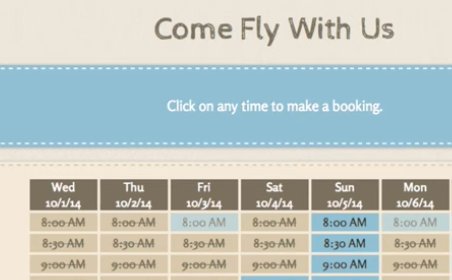 Come Fly With Us
Click on any time to make a booking.
Wed Thu Fri Sat Sun Mon
10/1/14 10/2/14 10/3/14 10/4/14 10/5/14 10/6/14
8:00 AM 8:00 AM 8:00 AM 8:00 AM 8:00 AM 8:00 AM
8:30 AM 8:30 AM 8:30 AM 8:30 AM 8:30 AM 8:30 AM
9:00 AM 9:00 AM 9:00 AM 9:00 AM 9:00 AM 9:00 AM